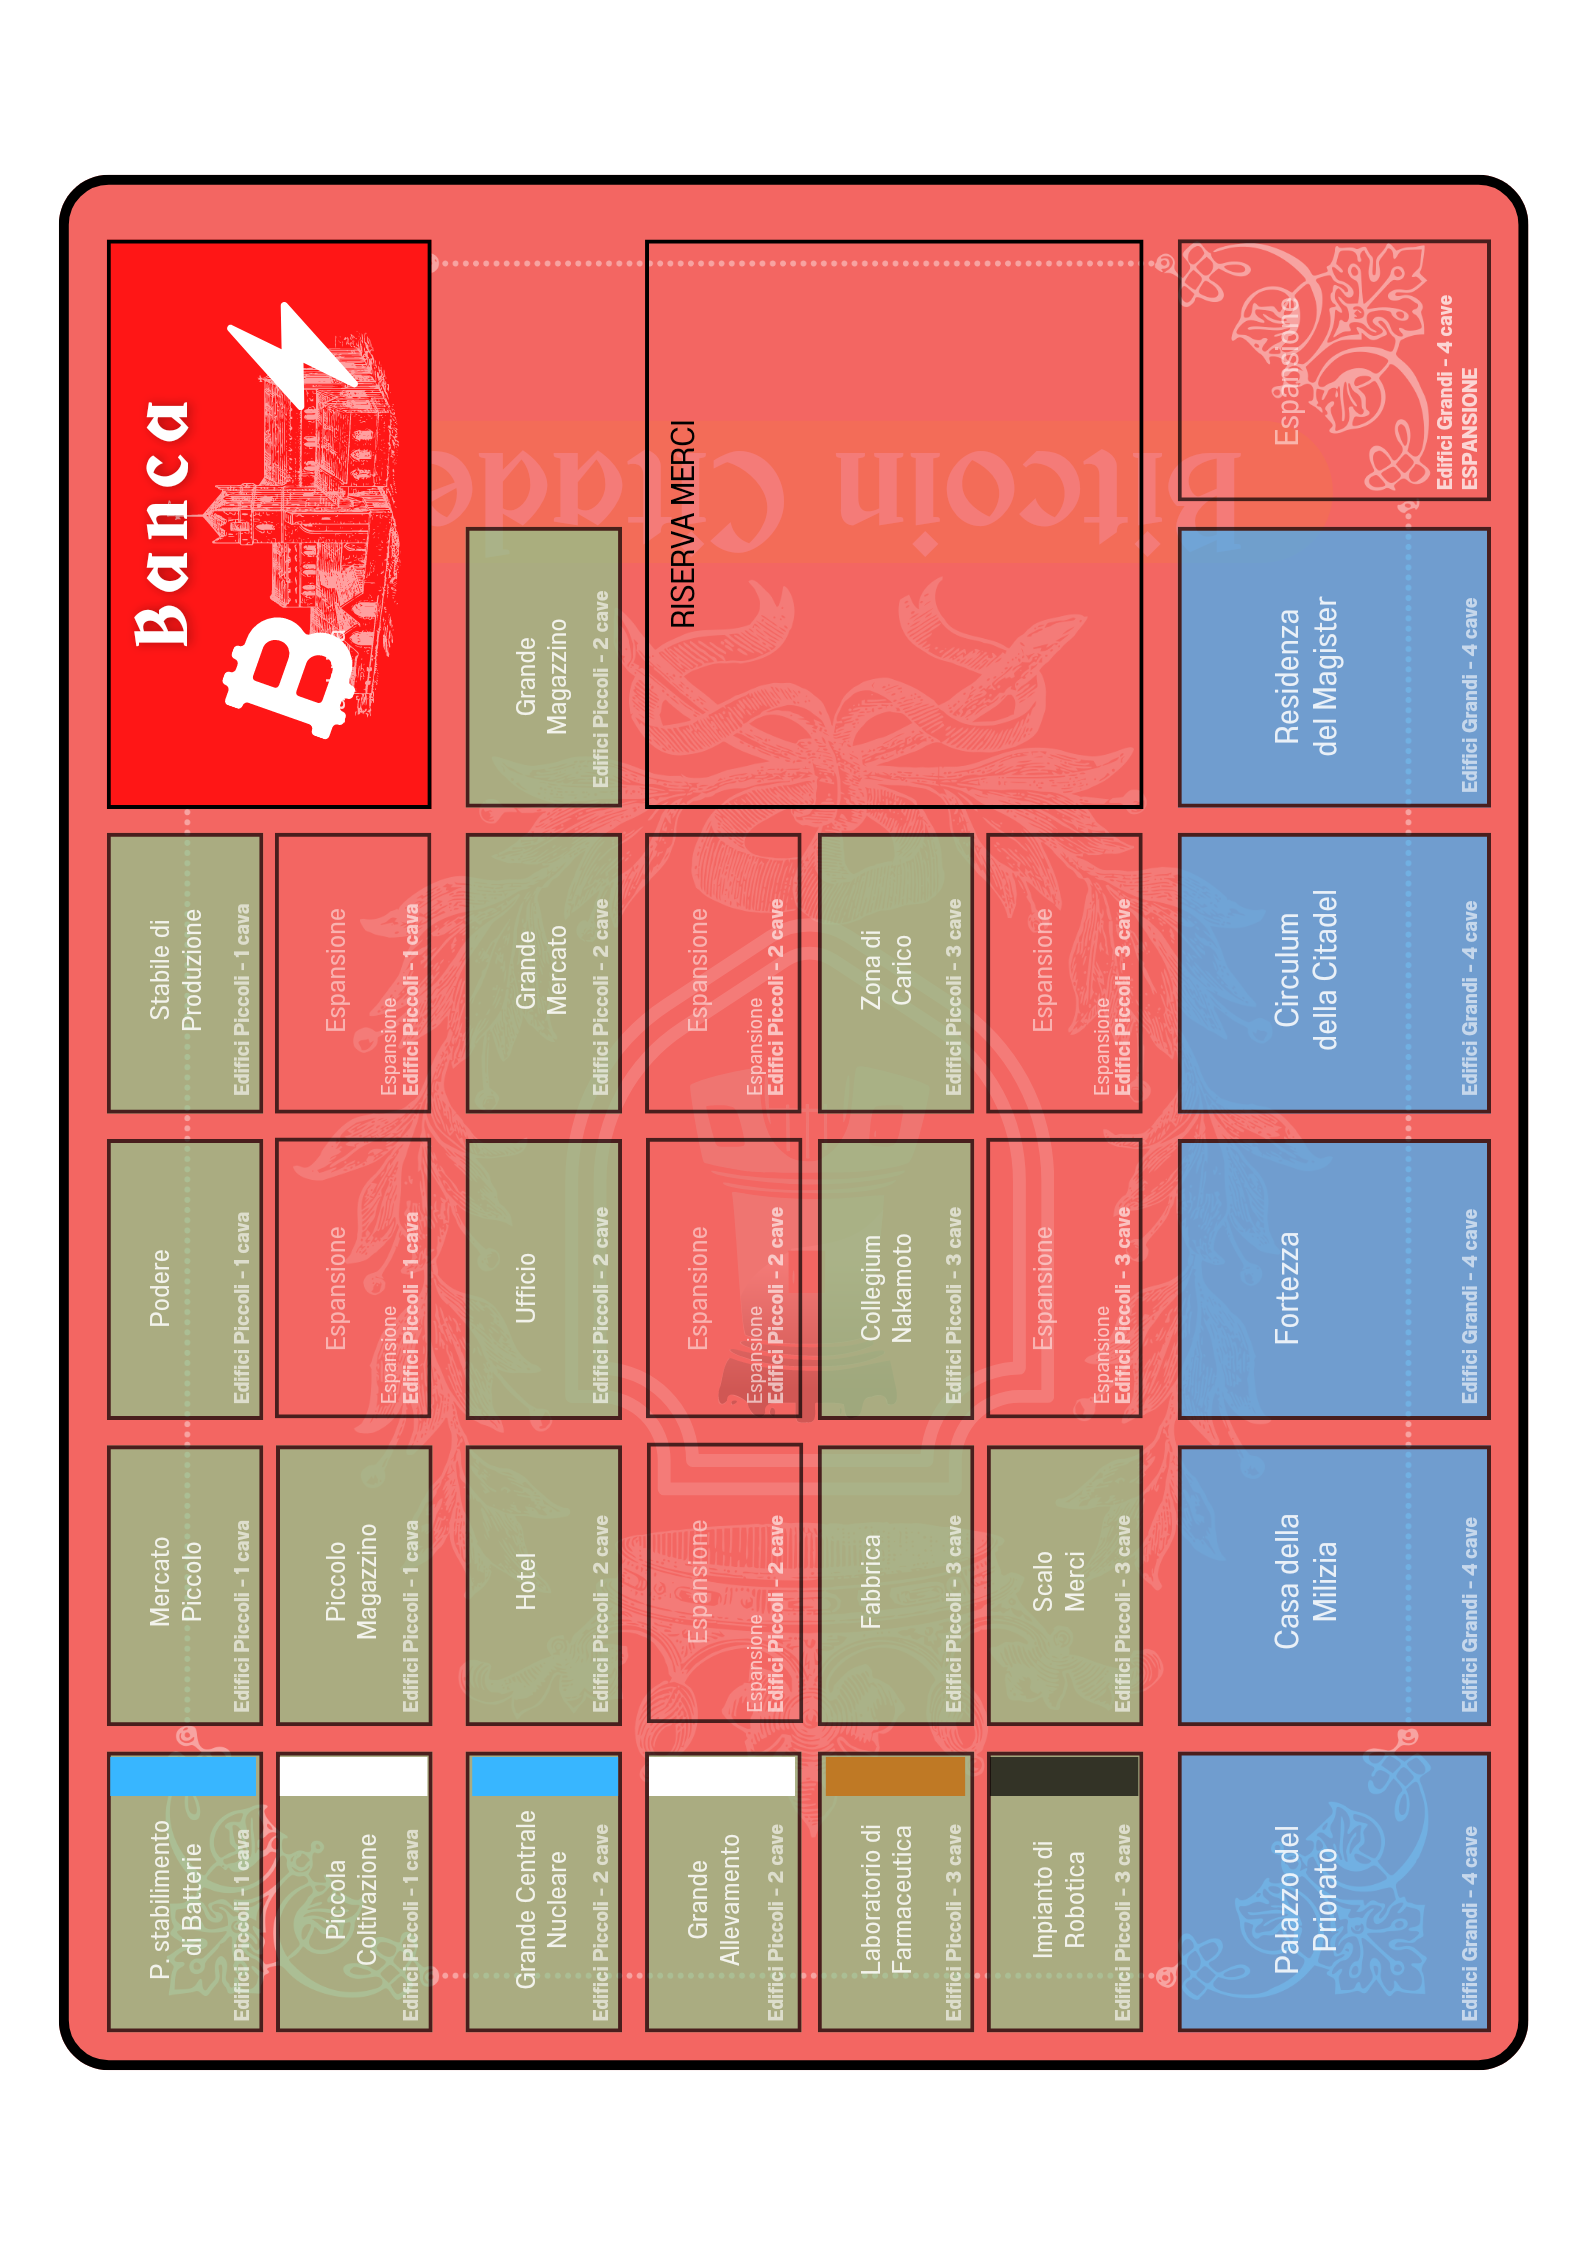 Banca
Bitcoin Citade
RISERVA MERCI
Espansione
Edifici Grandi - 4 cave
ESPANSIONE
Grande
Magazzino
Edifici Piccoli - 2 cave
Residenza
del Magister
Edifici Grandi - 4 cave
Stabile di
Produzione
Edifici Piccoli - 1 cava
Espansione
Espansione
Edifici Piccoli - 1 cava
Grande
Mercato
Edifici Piccoli - 2 cave
Espansione
Espansione
Edifici Piccoli - 2 cave
Zona di
Carico
Edifici Piccoli - 3 cave
Espansione
Espansione
Edifici Piccoli - 3 cave
Circulum
della Citadel
Edifici Grandi - 4 cave
Podere
Edifici Piccoli - 1 cava
Espansione
Espansione
Edifici Piccoli - 1 cava
Ufficio
Edifici Piccoli - 2 cave
Espansione
Espansione
Edifici Piccoli - 2 cave
Collegium
Nakamoto
Edifici Piccoli - 3 cave
Espansione
Espansione
Edifici Piccoli - 3 cave
Fortezza
Edifici Grandi - 4 cave
Mercato
Piccolo
Edifici Piccoli - 1 cava
Piccolo
Magazzino
Edifici Piccoli - 1 cava
Hotel
Edifici Piccoli - 2 cave
Espansione
Espansione
Edifici Piccoli - 2 cave
Fabbrica
Edifici Piccoli - 3 cave
Scalo
Merci
Edifici Piccoli - 3 cave
Casa della
Milizia
Edifici Grandi - 4 cave
P. stabilimento
di Batterie
Edifici Piccoli - 1 cava
Piccola
Coltivazione
Edifici Piccoli - 1 cava
Grande Centrale
Nucleare
Edifici Piccoli - 2 cave
Grande
Allevamento
Edifici Piccoli - 2 cave
Laboratorio di
Farmaceutica
Edifici Piccoli - 3 cave
Impianto di
Robotica
Edifici Piccoli - 3 cave
Palazzo del
Priorato
Edifici Grandi - 4 cave